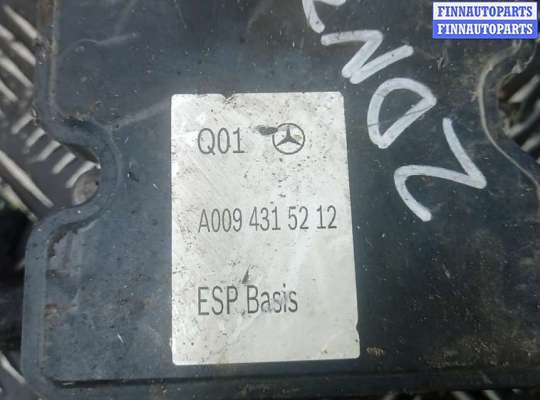 FINNAUTOPARTS
FINNAUTOPARTS
Q01
A009 431 52 12
ESP Basis